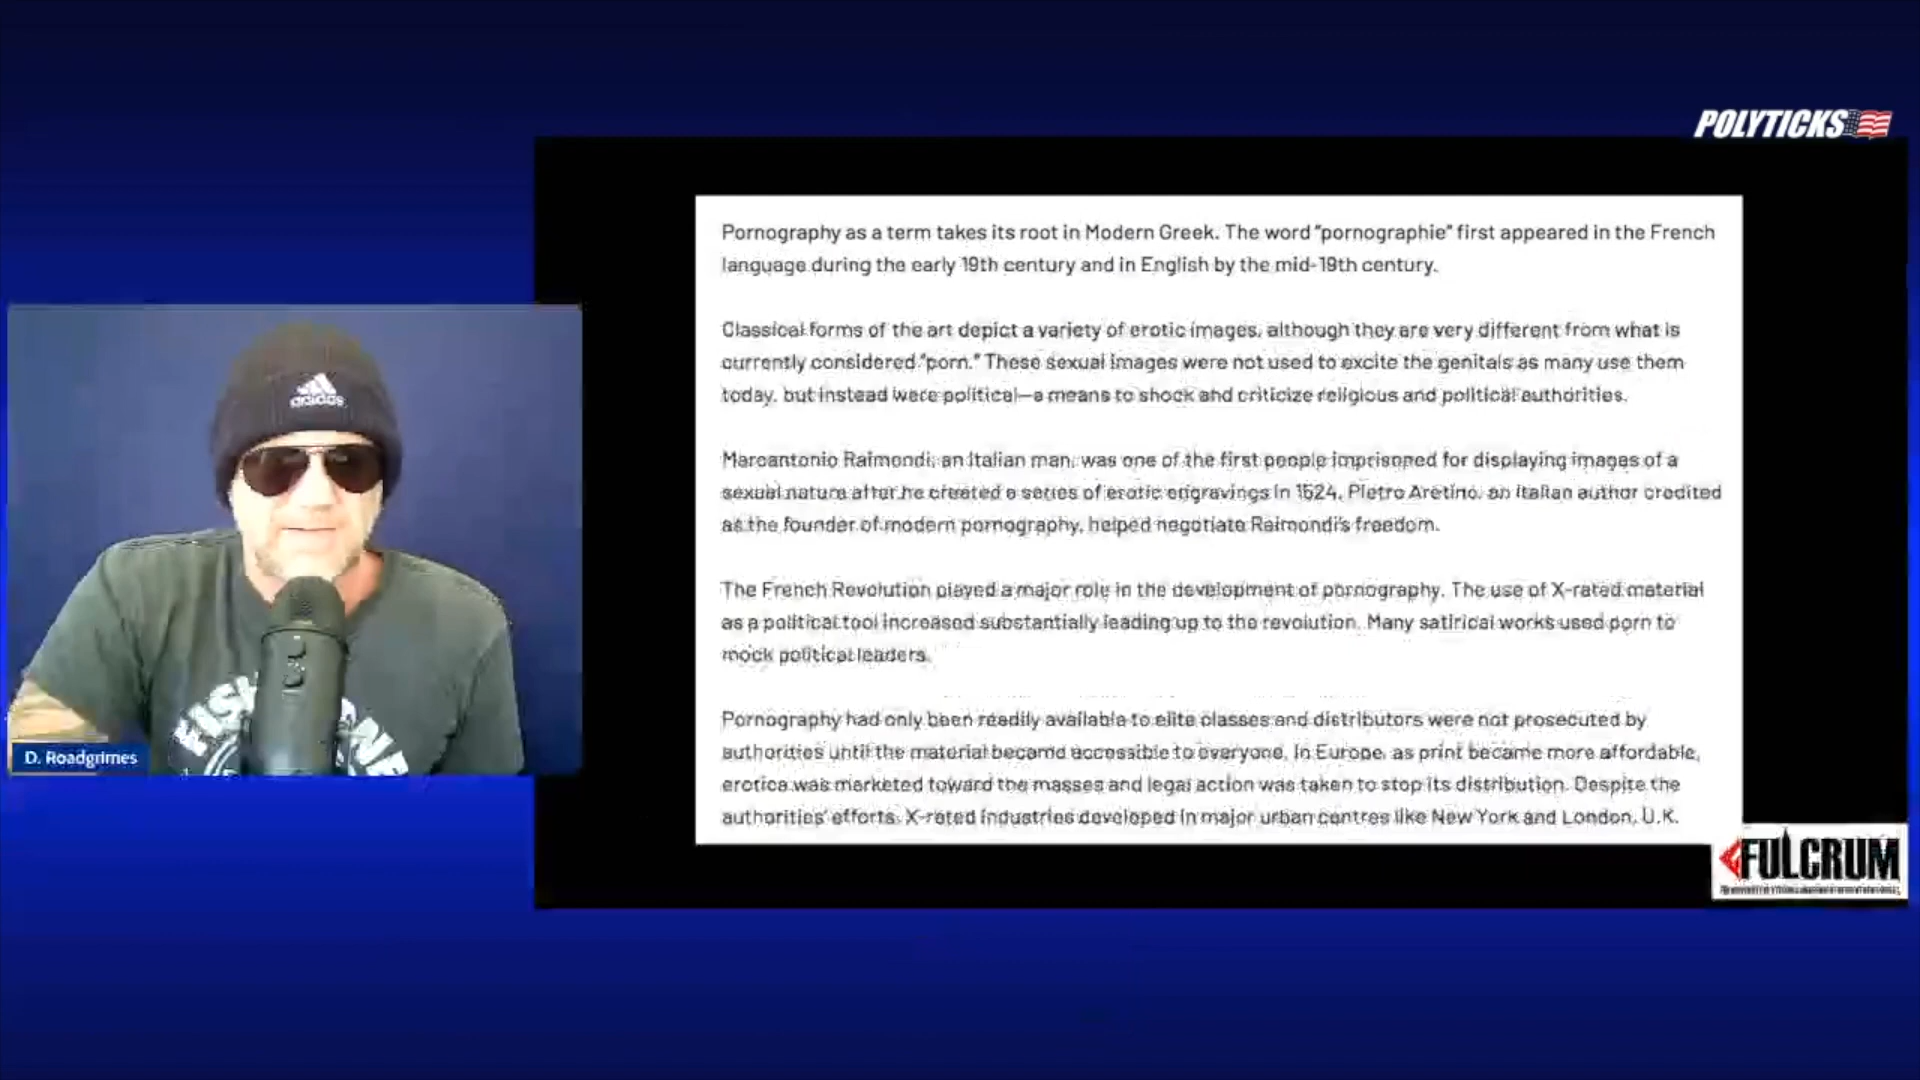 POLYTICKS
Pornography as a term takes its root in Modern Greek. The word "pornographie" first appeared in the French
language during the early 19th century and in English by the mid-19th century.
Classical forms of the art depict a variety of erotic images, although they are very different from what is
currently considered "porn." These sexual images were not used to excite the genitals as many use them
today, but instead were political—a means to shock and criticize religious and political authorities.
Marcantonio Raimondi, an Italian man, was one of the first people imprisoned for displaying images of a
sexual nature after he created a series of erotic engravings in 1524. Pietro Aretino, an Italian author credited
as the founder of modern pornography, helped negotiate Raimondi's freedom.
The French Revolution played a major role in the development of pornography. The use of X-rated material
as a political tool increased substantially leading up to the revolution. Many satirical works used porn to
mock political leaders.
Pornography had only been readily available to elite classes and distributors were not prosecuted by
authorities until the material became accessible to everyone. In Europe, as print became more affordable,
erotica was marketed toward the masses and legal action was taken to stop its distribution. Despite the
authorities' efforts, X-rated industries developed in major urban centres like New York and London, U.K.
adidas
D. Roadgrimes
FULCRUM